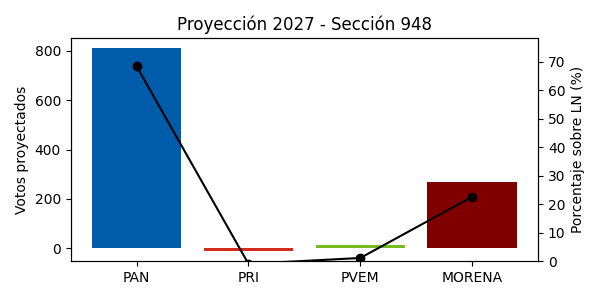 Proyección 2027 - Sección 948
Votos proyectados
800
600
400
200
0
70
60
50
40
30
20
10
0
Porcentaje sobre LN (%)
PAN
PRI
PVEM
MORENA